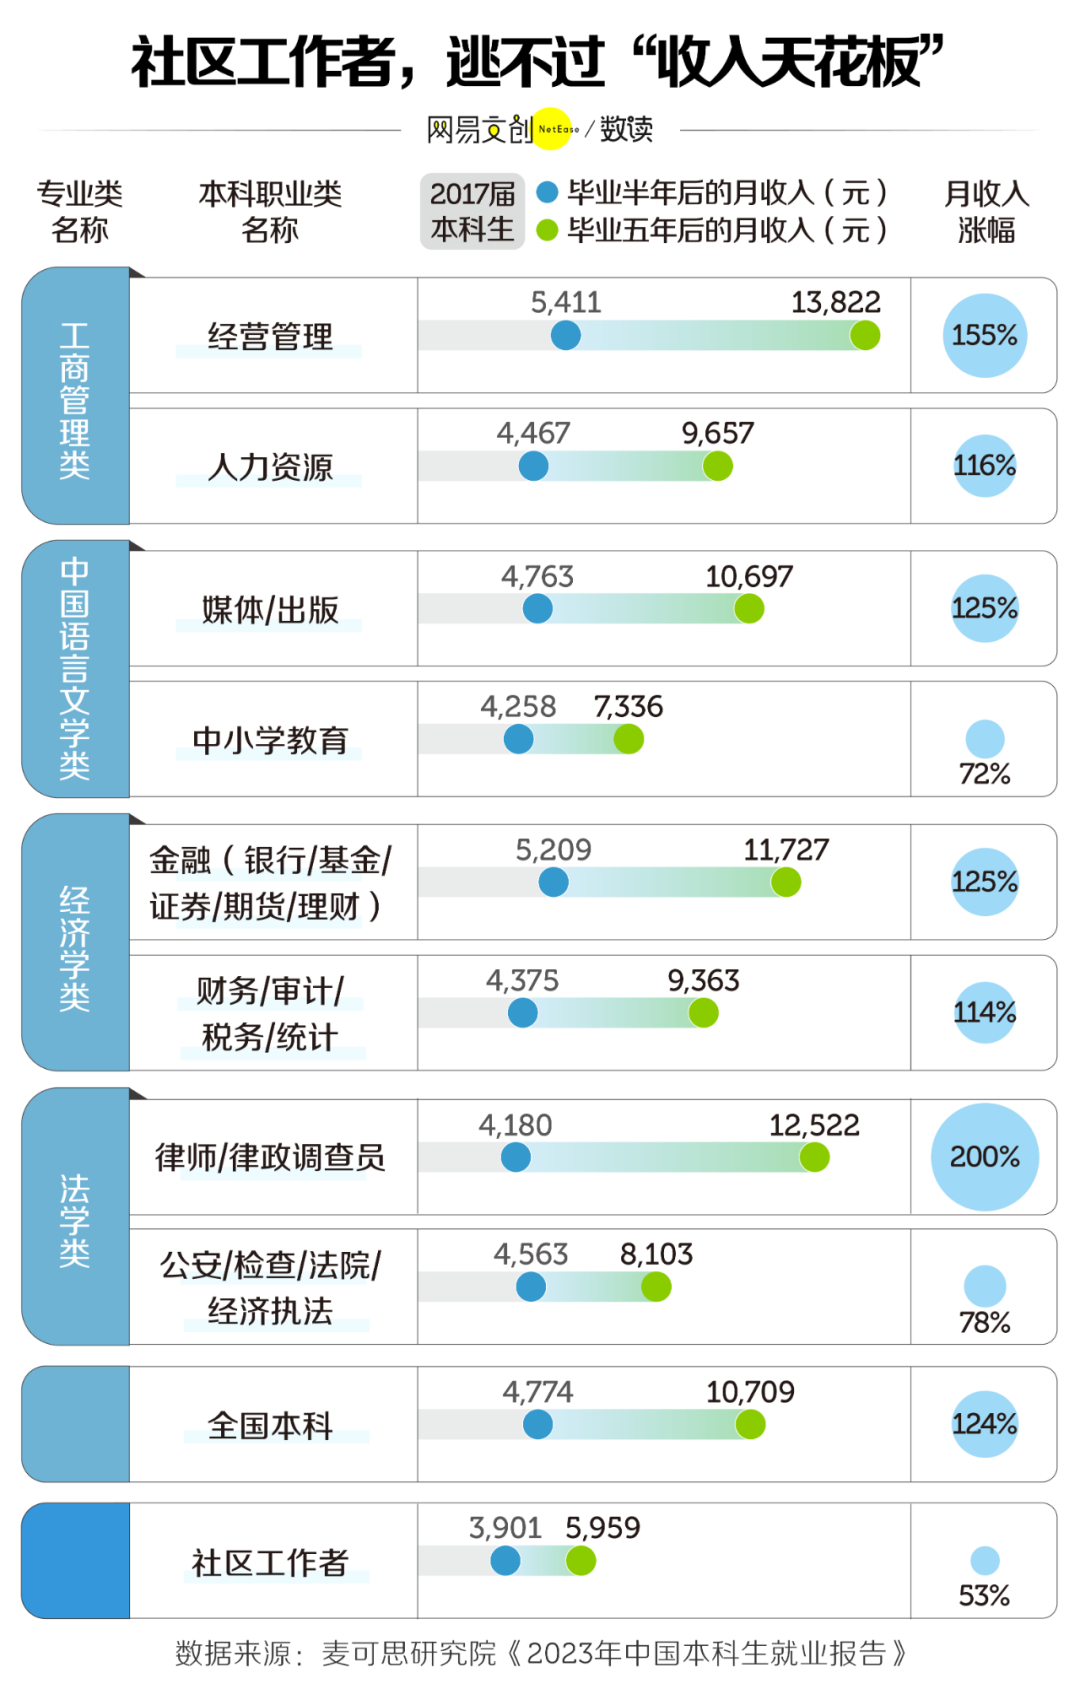 社区工作者，逃不过“收入天花板”
网易文创 NetEase / 数读
专业类
名称
本科职业类
名称
2017届
本科生
毕业半年后的月收入（元）
毕业五年后的月收入（元）
月收入
涨幅
工商管理类
经营管理
5,411
13,822
155%
人力资源
4,467
9,657
116%
中国语言文学类
媒体/出版
4,763
10,697
125%
中小学教育
4,258
7,336
72%
经济学类
金融（银行/基金/
证券/期货/理财）
5,209
11,727
125%
财务/审计/
税务/统计
4,375
9,363
114%
法学类
律师/律政调查员
4,180
12,522
200%
公安/检查/法院/
经济执法
4,563
8,103
78%
全国本科
4,774
10,709
124%
社区工作者
3,901
5,959
53%
数据来源：麦可思研究院《2023年中国本科生就业报告》